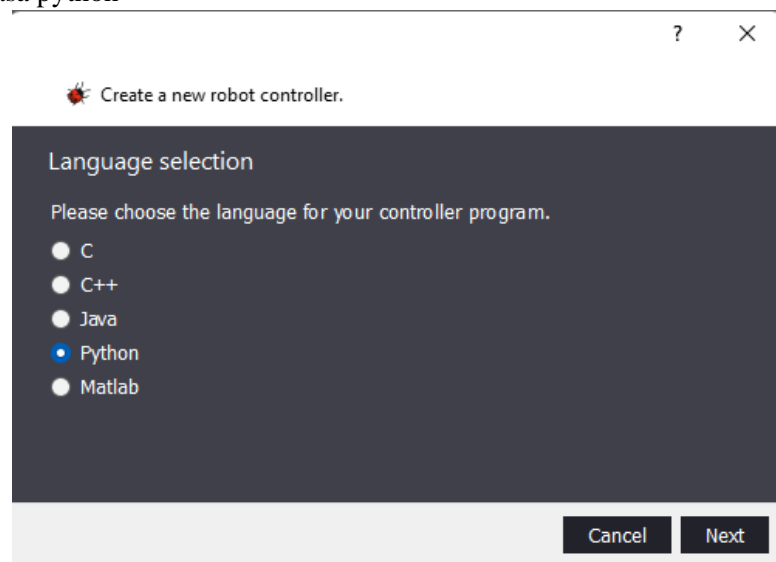 python
?
Create a new robot controller.
Language selection
Please choose the language for your controller program.
C
C++
Java
Python
Matlab
Cancel Next